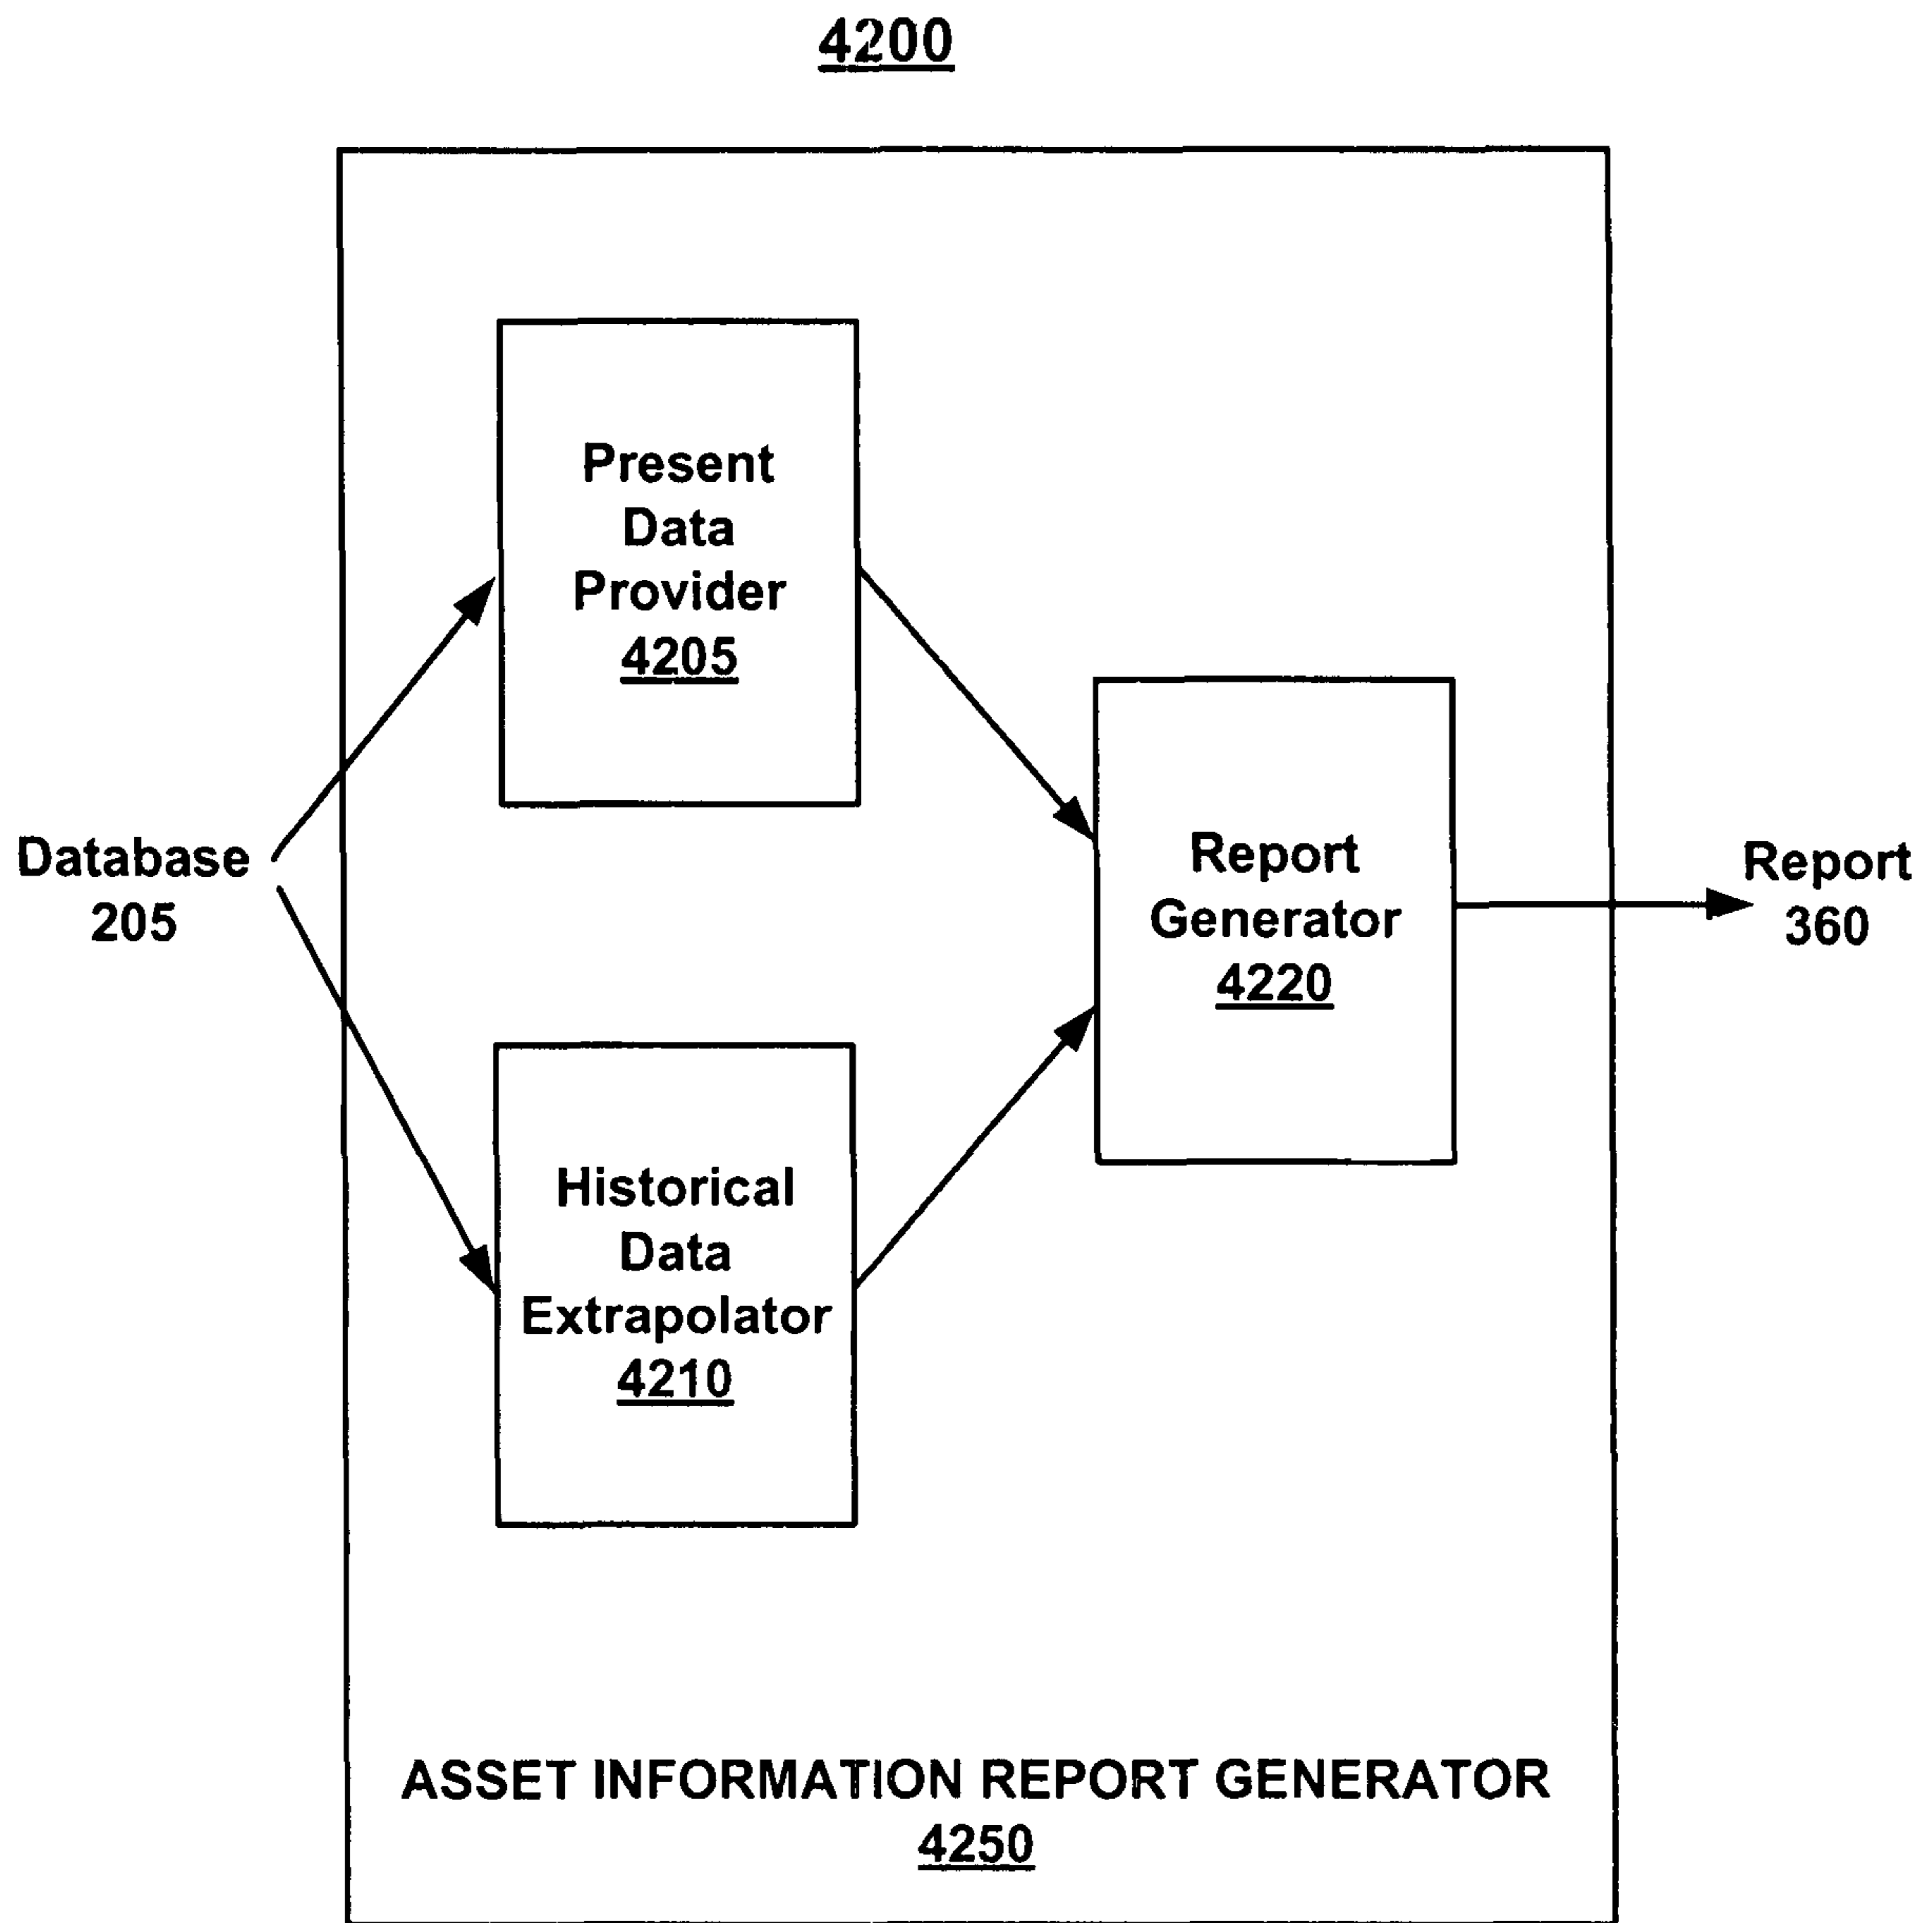 4200
Present
Data
Provider
4205
Database
205
Report
Generator
4220
Report
360
Historical
Data
Extrapolator
4210
ASSET INFORMATION REPORT GENERATOR
4250